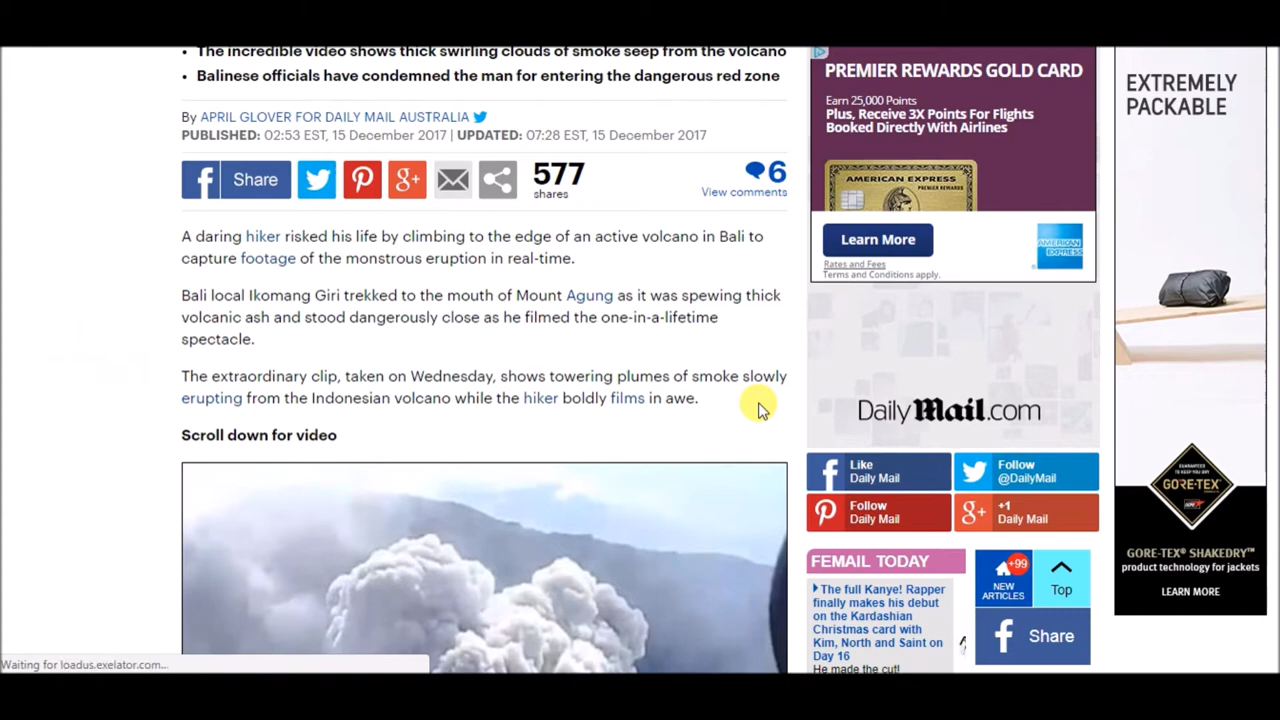 • The incredible video shows thick swirling clouds of smoke seep from the volcano
• Balinese officials have condemned the man for entering the dangerous red zone
By APRIL GLOVER FOR DAILY MAIL AUSTRALIA
PUBLISHED: 02:53 EST, 15 December 2017 | UPDATED: 07:28 EST, 15 December 2017
Share
577
shares
6
View comments
A daring hiker risked his life by climbing to the edge of an active volcano in Bali to
capture footage of the monstrous eruption in real-time.
Bali local Ikomang Giri trekked to the mouth of Mount Agung as it was spewing thick
volcanic ash and stood dangerously close as he filmed the one-in-a-lifetime
spectacle.
The extraordinary clip, taken on Wednesday, shows towering plumes of smoke slowly
erupting from the Indonesian volcano while the hiker boldly films in awe.
Scroll down for video
Waiting for loadus.exelator.com...
PREMIER REWARDS GOLD CARD
Earn 25,000 Points
Plus, Receive 3X Points For Flights
Booked Directly With Airlines
AMERICAN EXPRESS
PREMIER REWARDS
Learn More
AMERICAN
EXPRESS
Rates and Fees
Terms and Conditions apply.
DailyMail.com
Like
Daily Mail
Follow
@DailyMail
Follow
Daily Mail
+1
Daily Mail
FEMAIL TODAY
The full Kanye! Rapper
finally makes his debut
on the Kardashian
Christmas card with
Kim, North and Saint on
Day 16
He made the cut!
+99
NEW
ARTICLES
Top
Share
EXTREMELY
PACKABLE
GUARANTEED
TO KEEP YOU DRY
GORE-TEX
GORE-TEX® SHAKEDRY™
product technology for jackets
LEARN MORE